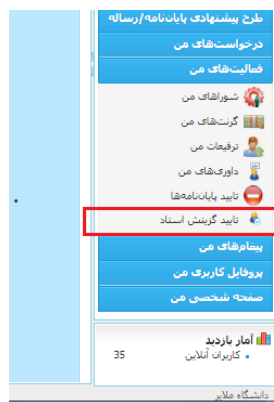 طرح پیشنهادی پایان‌نامه/رساله
درخواست‌های من
فعالیت‌های من
شوراهای من
گرنت‌های من
ترفیعات من
داوری‌های من
تایید پایان‌نامه‌ها
تایید گزینش استاد
پیغام‌های من
پروفایل کاربری من
صفحه شخصی من
آمار بازدید
کاربران آنلاین 35
دانشگاه ملایر